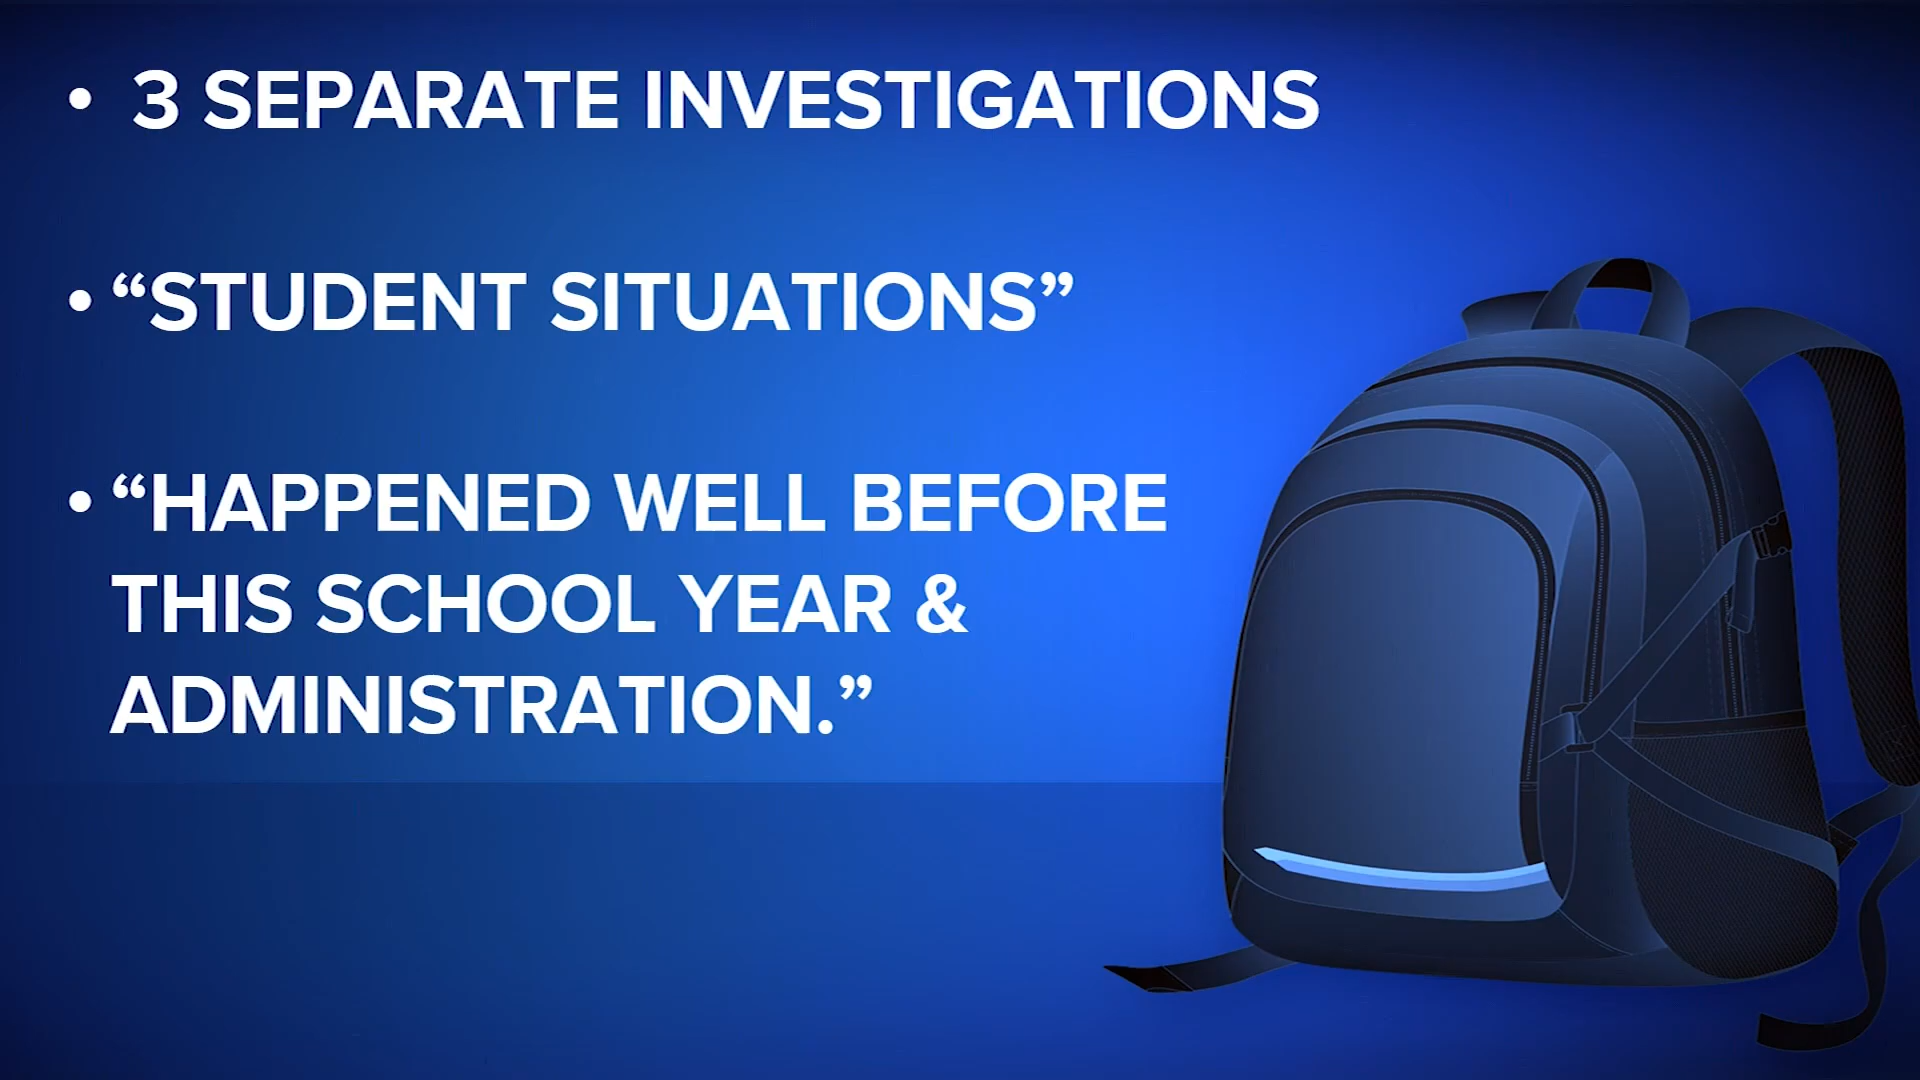 • 3 SEPARATE INVESTIGATIONS
• “STUDENT SITUATIONS”
• “HAPPENED WELL BEFORE
THIS SCHOOL YEAR &
ADMINISTRATION.”